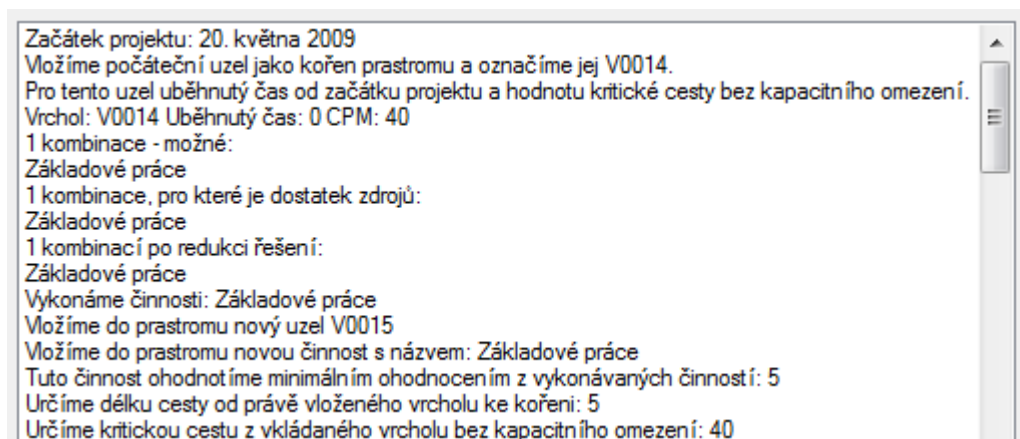 Začátek projektu: 20. května 2009
Vložíme počáteční uzel jako kořen prastromu a označíme jej V0014.
Pro tento uzel uběhnutý čas od začátku projektu a hodnotu kritické cesty bez kapacitního omezení.
Vrchol: V0014 Uběhnutý čas: 0 CPM: 40
1 kombinace - možné:
Základové práce
1 kombinace, pro které je dostatek zdrojů:
Základové práce
1 kombinací po redukci řešení:
Základové práce
Vykonáme činnosti: Základové práce
Vložíme do prastromu nový uzel V0015
Vložíme do prastromu novou činnost s názvem: Základové práce
Tuto činnost ohodnotíme minimálním ohodnocením z vykonávaných činností: 5
Určíme délku cesty od právě vloženého vrcholu ke kořeni: 5
Určíme kritickou cestu z vkládaného vrcholu bez kapacitního omezení: 40